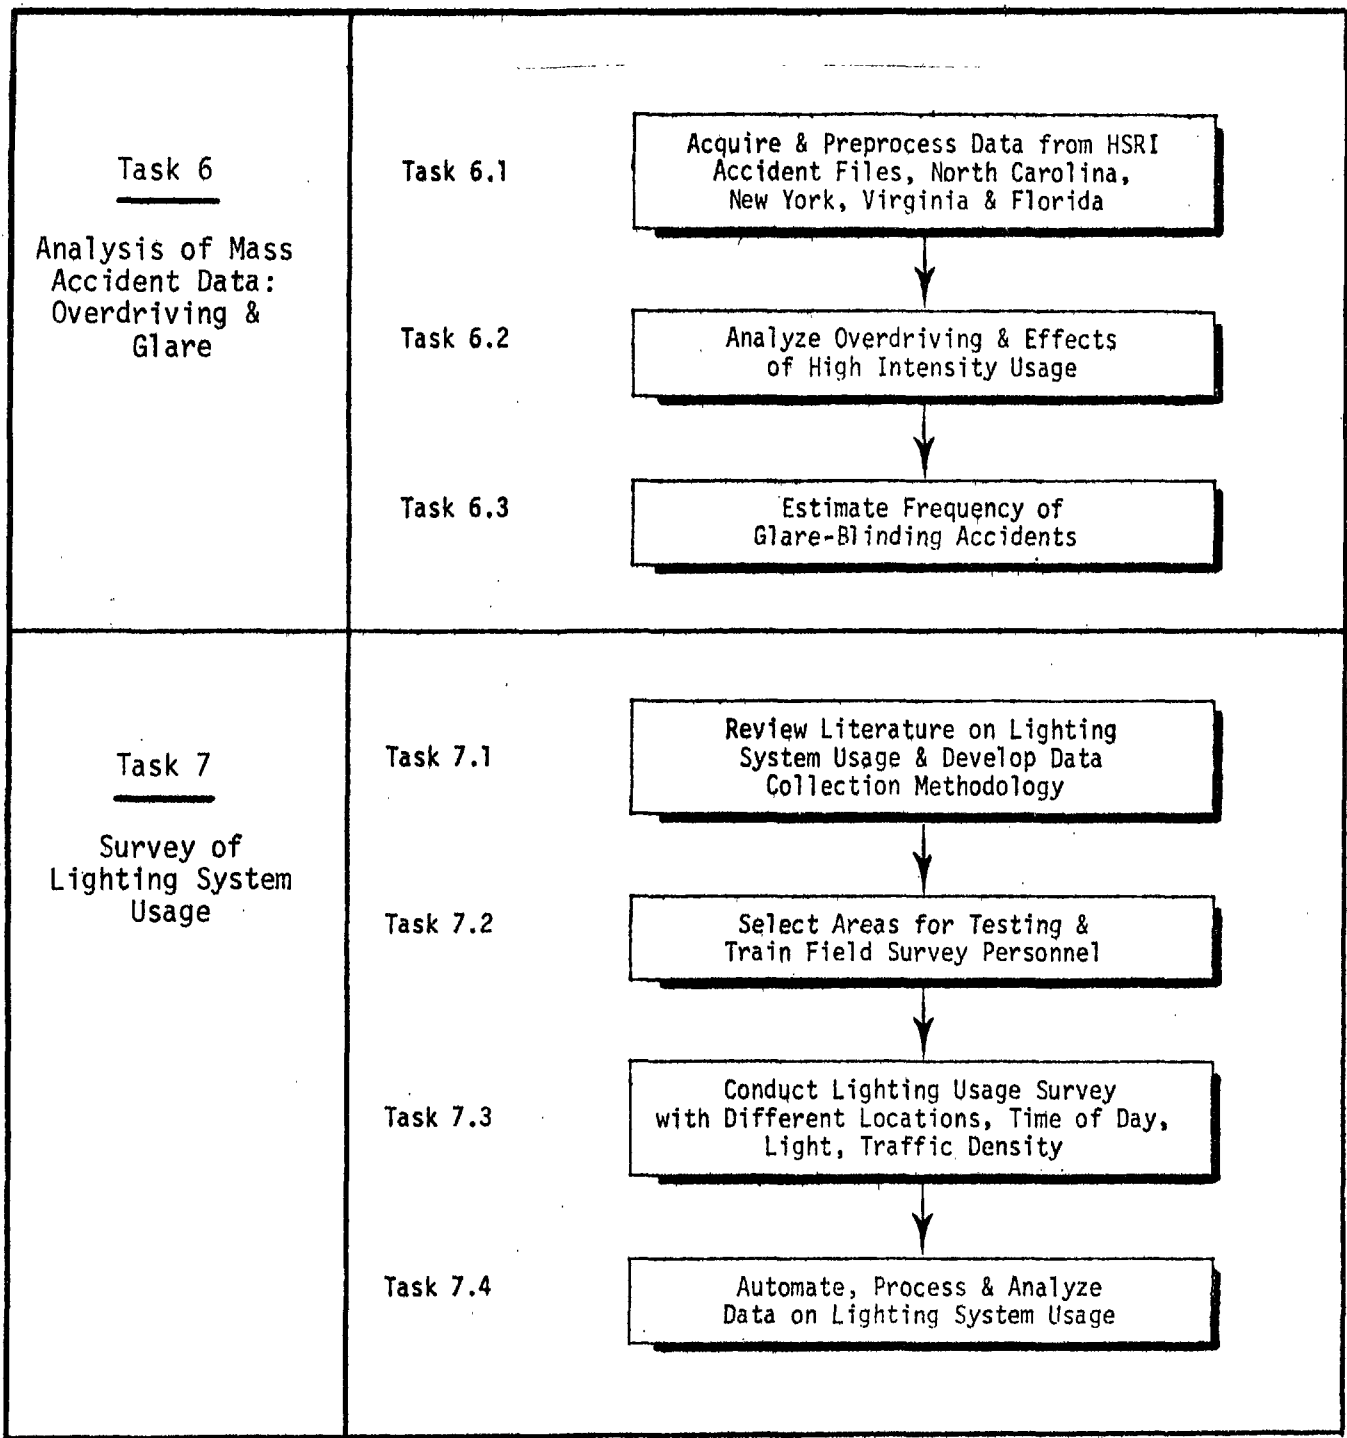 Task 6
Analysis of Mass
Accident Data:
Overdriving &
Glare
Task 6.1
Acquire & Preprocess Data from HSRI
Accident Files, North Carolina,
New York, Virginia & Florida
Task 6.2
Analyze Overdriving & Effects
of High Intensity Usage
Task 6.3
Estimate Frequency of
Glare-Blinding Accidents
Task 7
Survey of
Lighting System
Usage
Task 7.1
Review Literature on Lighting
System Usage & Develop Data
Collection Methodology
Task 7.2
Select Areas for Testing &
Train Field Survey Personnel
Task 7.3
Conduct Lighting Usage Survey
with Different Locations, Time of Day,
Light, Traffic Density
Task 7.4
Automate, Process & Analyze
Data on Lighting System Usage